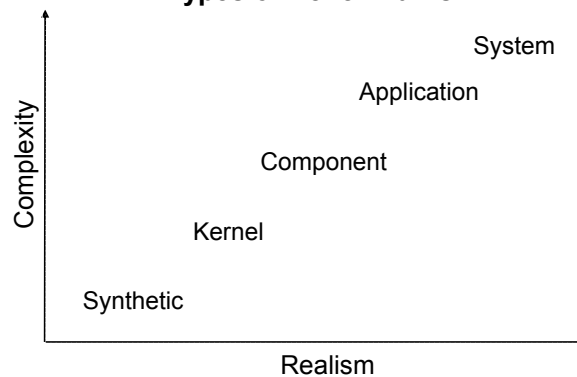 System
Application
Component
Kernel
Synthetic
Complexity
Realism